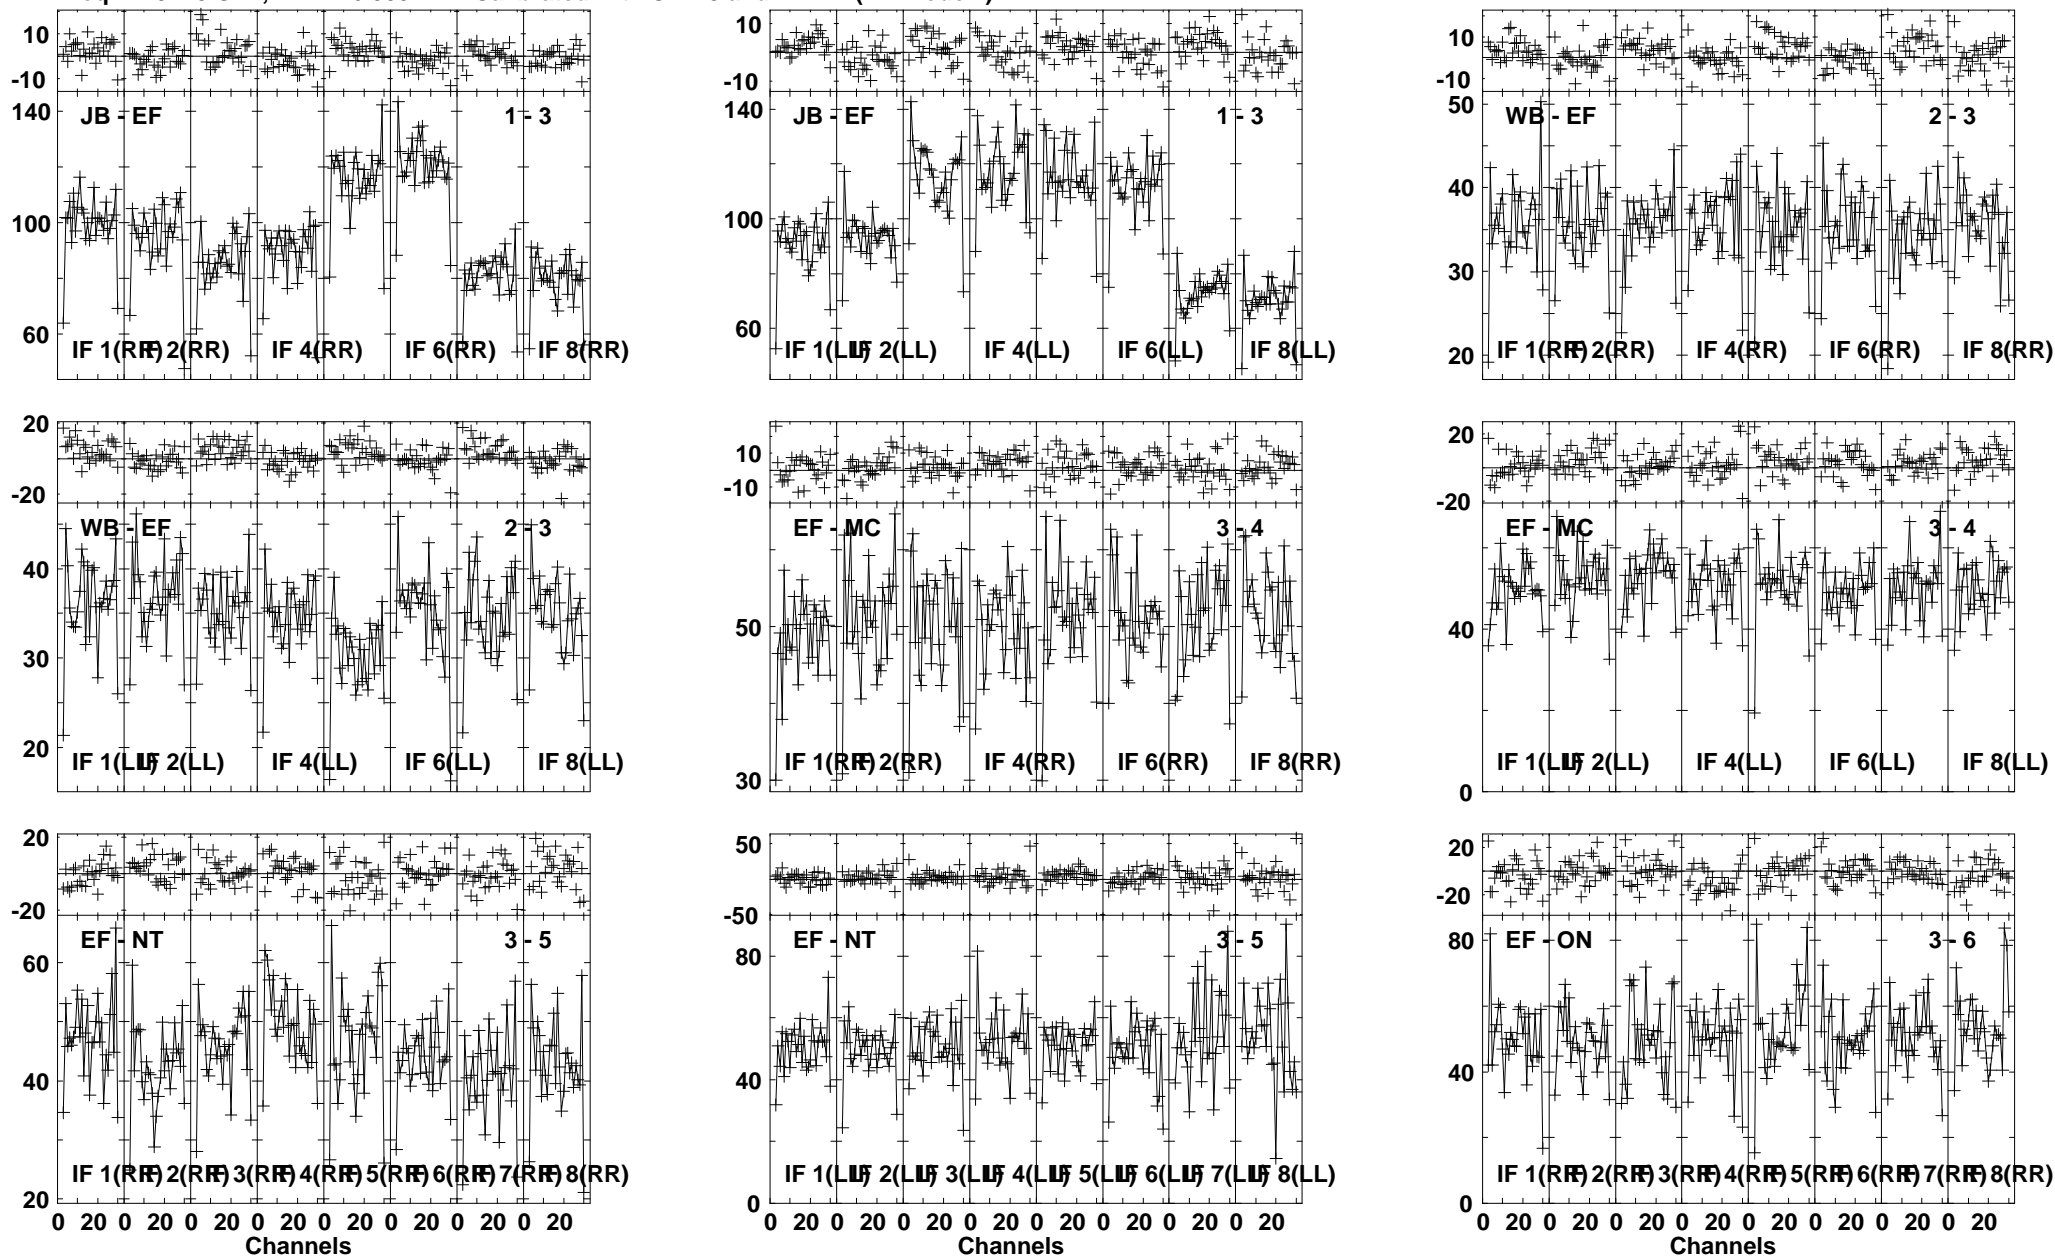 10
-10
140
100
60
JB - EF 1 - 3
IF 1(RR) IF 2(RR) IF 4(RR) IF 6(RR) IF 8(RR)
10
-10
140
100
60
JB - EF 1 - 3
IF 1(LL) IF 2(LL) IF 4(LL) IF 6(LL) IF 8(LL)
10
-10
50
40
30
20
WB - EF 2 - 3
IF 1(RR) IF 2(RR) IF 4(RR) IF 6(RR) IF 8(RR)
20
-20
40
30
20
WB - EF 2 - 3
IF 1(LL) IF 2(LL) IF 4(LL) IF 6(LL) IF 8(LL)
10
-10
50
30
EF - MC 3 - 4
IF 1(RR) IF 2(RR) IF 4(RR) IF 6(RR) IF 8(RR)
20
-20
40
0
EF - MC 3 - 4
IF 1(LL) IF 2(LL) IF 4(LL) IF 6(LL) IF 8(LL)
20
-20
60
40
20
EF - NT 3 - 5
IF 1(RR) IF 2(RR) IF 3(RR) IF 4(RR) IF 5(RR) IF 6(RR) IF 7(RR) IF 8(RR)
0 20 0 20 0 20 0 20 0 20 0 20 0 20 0 20
Channels
50
-50
80
40
0
EF - NT 3 - 5
IF 1(LL) IF 2(LL) IF 3(LL) IF 4(LL) IF 5(LL) IF 6(LL) IF 7(LL) IF 8(LL)
0 20 0 20 0 20 0 20 0 20 0 20 0 20 0 20
Channels
20
-20
80
40
0
EF - ON 3 - 6
IF 1(RR) IF 2(RR) IF 3(RR) IF 4(RR) IF 5(RR) IF 6(RR) IF 7(RR) IF 8(RR)
0 20 0 20 0 20 0 20 0 20 0 20 0 20 0 20
Channels